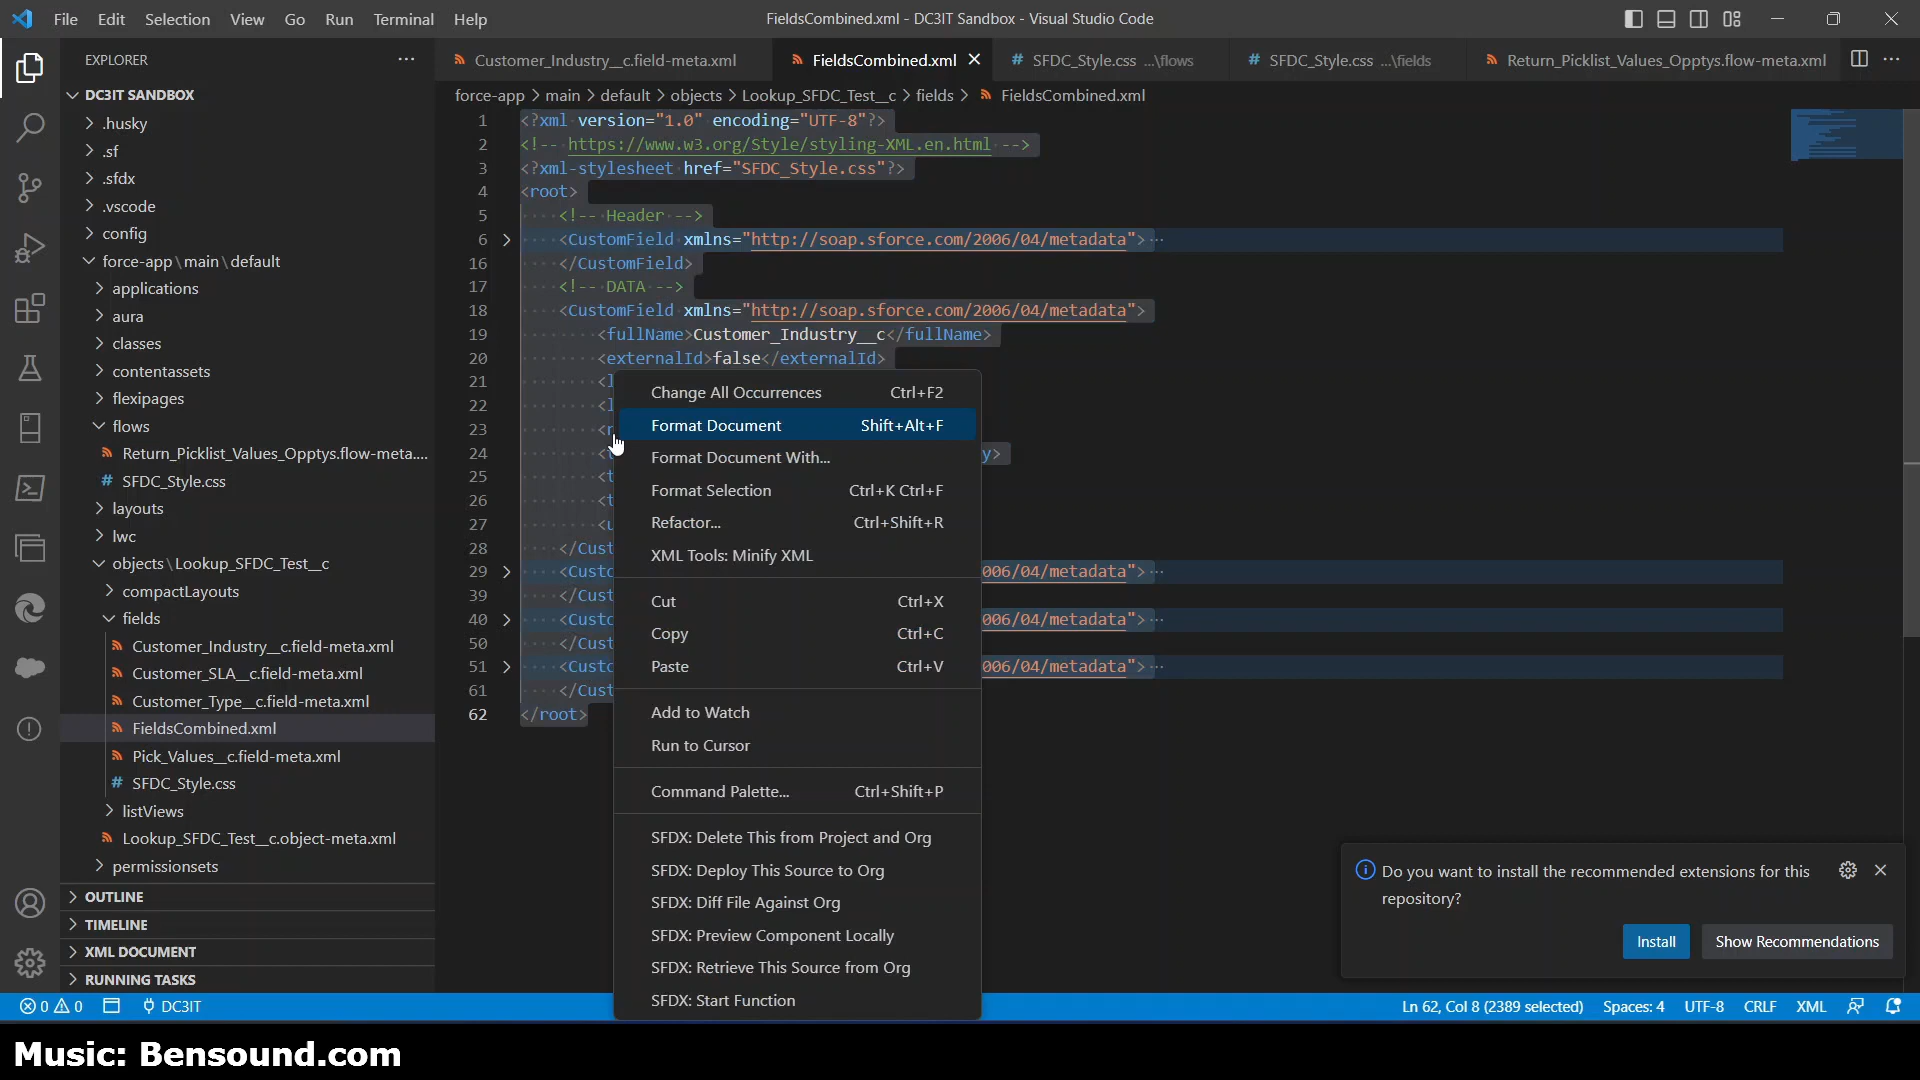 File Edit Selection View Go Run Terminal Help
FieldsCombined.xml - DC3IT Sandbox - Visual Studio Code
EXPLORER
DC3IT SANDBOX
.husky
.sf
.sfdx
.vscode
config
force-app\main\default
applications
aura
classes
contentassets
flexipages
flows
Return_Picklist_Values_Opptys.flow-meta....
# SFDC_Style.css
layouts
lwc
objects\Lookup_SFDC_Test__c
compactLayouts
fields
Customer_Industry__c.field-meta.xml
Customer_SLA__c.field-meta.xml
Customer_Type__c.field-meta.xml
FieldsCombined.xml
Pick_Values__c.field-meta.xml
# SFDC_Style.css
listViews
Lookup_SFDC_Test__c.object-meta.xml
permissionsets
OUTLINE
TIMELINE
XML DOCUMENT
RUNNING TASKS
Customer_Industry__c.field-meta.xml FieldsCombined.xml # SFDC_Style.css ...\flows # SFDC_Style.css ...\fields Return_Picklist_Values_Opptys.flow-meta.xml
force-app > main > default > objects > Lookup_SFDC_Test__c > fields > FieldsCombined.xml
1 <?xml version="1.0" encoding="UTF-8"?>
2 <!-- https://www.w3.org/Style/styling-XML.en.html -->
3 <?xml-stylesheet href="SFDC_Style.css"?>
4 <root>
5 <!-- Header -->
6 <CustomField xmlns="http://soap.sforce.com/2006/04/metadata">...
16 </CustomField>
17 <!-- DATA -->
18 <CustomField xmlns="http://soap.sforce.com/2006/04/metadata">
19 <fullName>Customer_Industry__c</fullName>
20 <externalId>false</externalId>
21 <l
22 <l
23 <r
24 <t y>
25 <t
26 <t
27 <u
28 </Cust
29 <Custo 006/04/metadata">...
39 </Cust
40 <Custo 006/04/metadata">...
50 </Cust
51 <Custo 006/04/metadata">...
61 </Cust
62 </root>
Change All Occurrences Ctrl+F2
Format Document Shift+Alt+F
Format Document With...
Format Selection Ctrl+K Ctrl+F
Refactor... Ctrl+Shift+R
XML Tools: Minify XML
Cut Ctrl+X
Copy Ctrl+C
Paste Ctrl+V
Add to Watch
Run to Cursor
Command Palette... Ctrl+Shift+P
SFDX: Delete This from Project and Org
SFDX: Deploy This Source to Org
SFDX: Diff File Against Org
SFDX: Preview Component Locally
SFDX: Retrieve This Source from Org
SFDX: Start Function
Do you want to install the recommended extensions for this
repository?
Install Show Recommendations
0 0 DC3IT Ln 62, Col 8 (2389 selected) Spaces: 4 UTF-8 CRLF XML
Music: Bensound.com